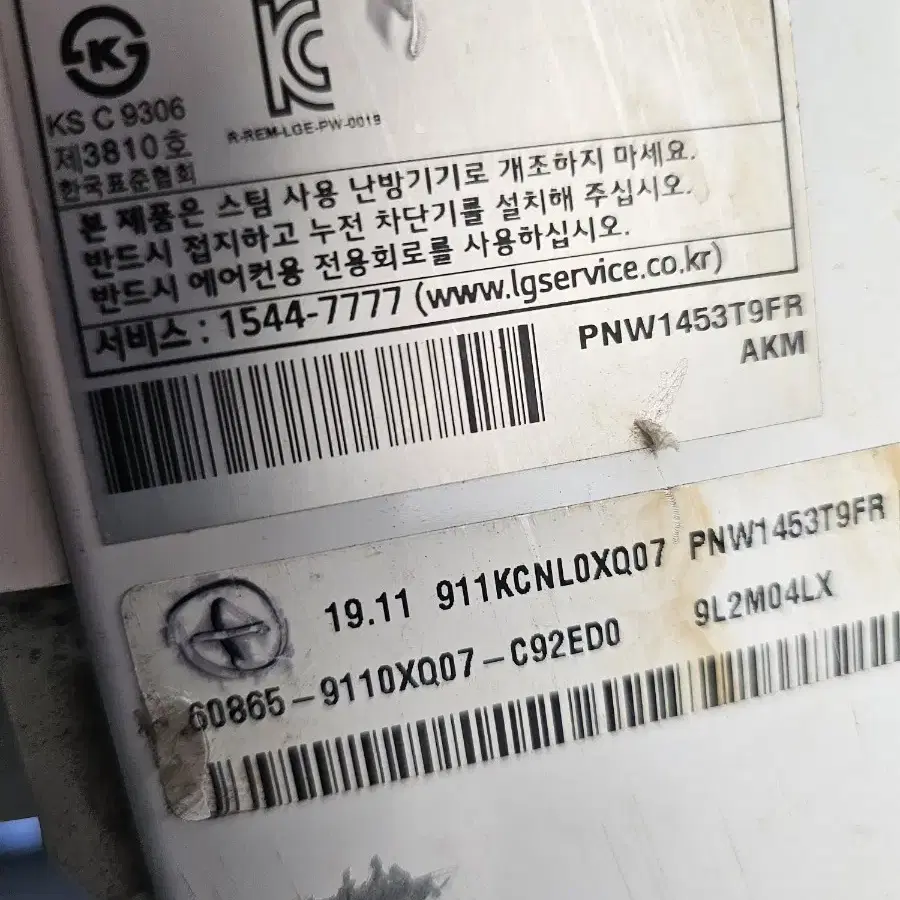 KS C 9306
제3810호
한국표준협회
R-REM-LGE-PW-0019
본 제품은 스팀 사용 난방기기로 개조하지 마세요.
반드시 접지하고 누전 차단기를 설치해 주십시오.
반드시 에어컨용 전용회로를 사용하십시오.
서비스 : 1544-7777 (www.lgservice.co.kr)
PNW1453T9FR
AKM
19.11 911KCNL0XQ07 PNW1453T9FR
60865-9110XQ07-C92ED0 9L2M04LX